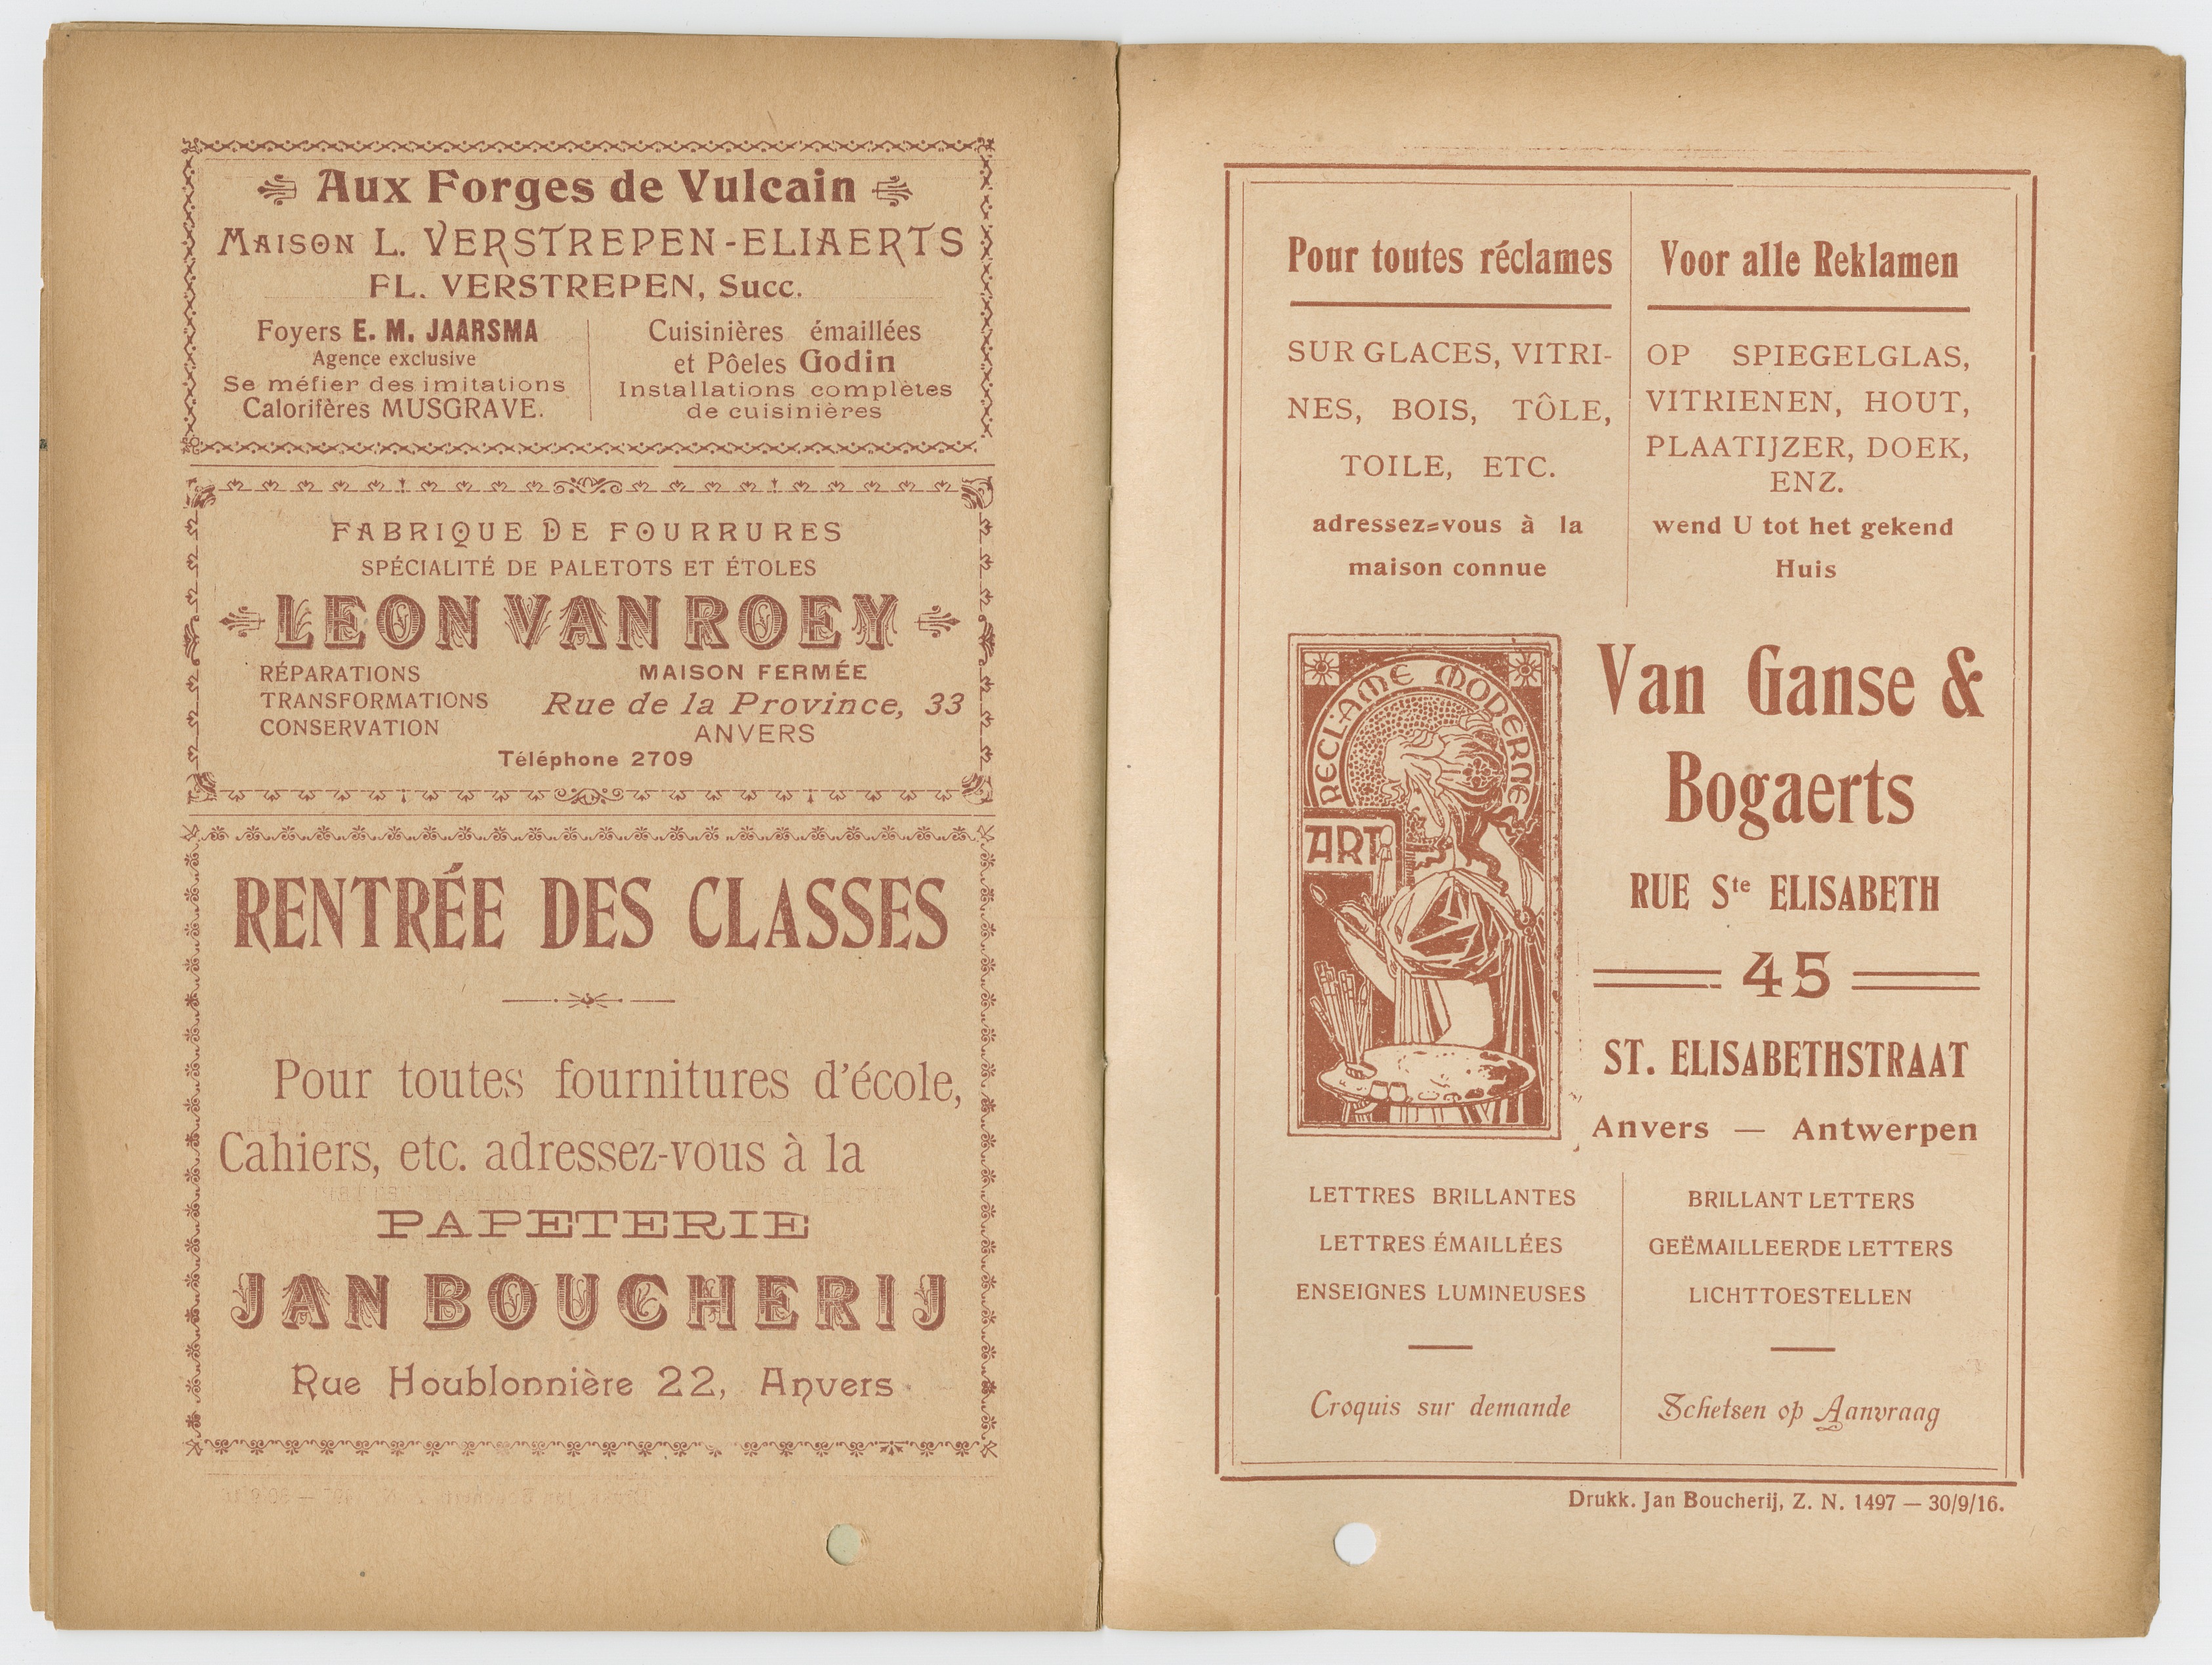 Aux Forges de Vulcain
MAISON L. VERSTREPEN-ELIAERTS
FL. VERSTREPEN, Succ.
Foyers E. M. JAARSMA
Agence exclusive
Se méfier des imitations
Calorifères MUSGRAVE.
Cuisinières émaillées
et Pôeles Godin
Installations complètes
de cuisinières
FABRIQUE DE FOURRURES
SPÉCIALITÉ DE PALETOTS ET ÉTOLES
LEON VAN ROEY
RÉPARATIONS
TRANSFORMATIONS
CONSERVATION
MAISON FERMÉE
Rue de la Province, 33
ANVERS
Téléphone 2709
RENTRÉE DES CLASSES
Pour toutes fournitures d'école,
Cahiers, etc. adressez-vous à la
PAPETERIE
JAN BOUCHERIJ
Rue Houblonnière 22, Anvers
Pour toutes réclames
SUR GLACES, VITRI-
NES, BOIS, TÔLE,
TOILE, ETC.
adressez=vous à la
maison connue
Voor alle Reklamen
OP SPIEGELGLAS,
VITRIENEN, HOUT,
PLAATIJZER, DOEK,
ENZ.
wend U tot het gekend
Huis
RECLAME MODERNE
ART
Van Ganse &
Bogaerts
RUE Ste ELISABETH
45
ST. ELISABETHSTRAAT
Anvers — Antwerpen
LETTRES BRILLANTES
LETTRES ÉMAILLÉES
ENSEIGNES LUMINEUSES
Croquis sur demande
BRILLANT LETTERS
GEËMAILLEERDE LETTERS
LICHTTOESTELLEN
Schetsen op Aanvraag
Drukk. Jan Boucherij, Z. N. 1497 — 30/9/16.